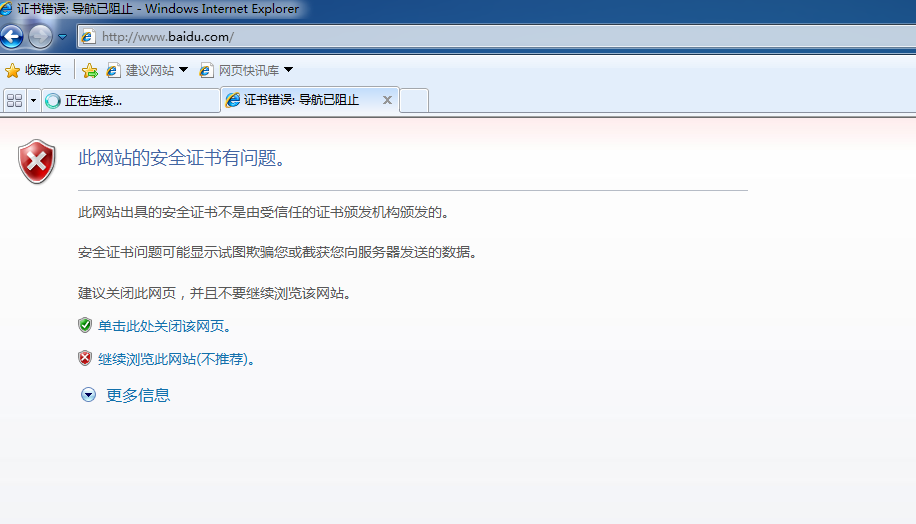 证书错误: 导航已阻止 - Windows Internet Explorer
http://www.baidu.com/
收藏夹 建议网站 网页快讯库
正在连接... 证书错误: 导航已阻止
此网站的安全证书有问题。
此网站出具的安全证书不是由受信任的证书颁发机构颁发的。
安全证书问题可能显示试图欺骗您或截获您向服务器发送的数据。
建议关闭此网页，并且不要继续浏览该网站。
单击此处关闭该网页。
继续浏览此网站(不推荐)。
更多信息